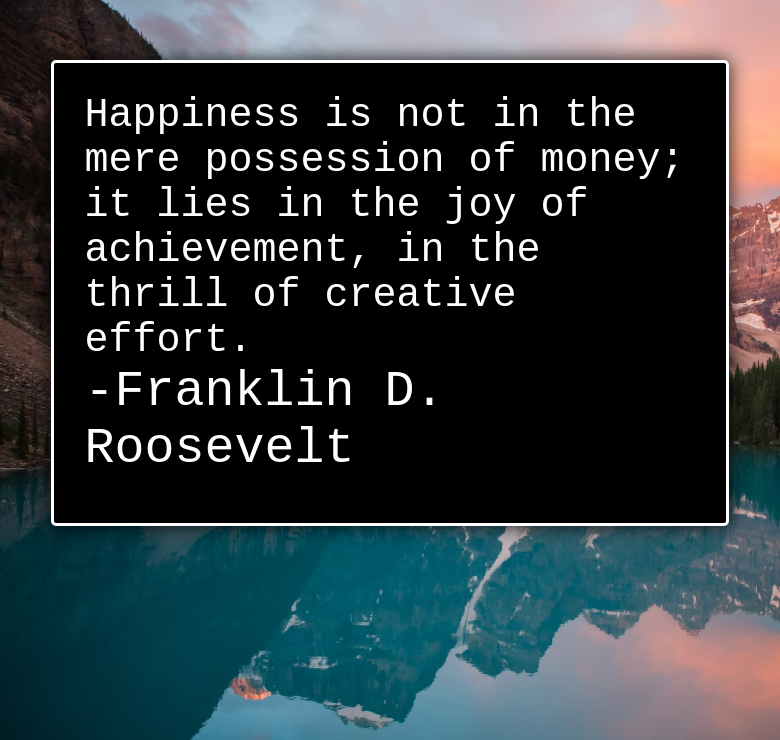 Happiness is not in the
mere possession of money;
it lies in the joy of
achievement, in the
thrill of creative
effort.
-Franklin D.
Roosevelt